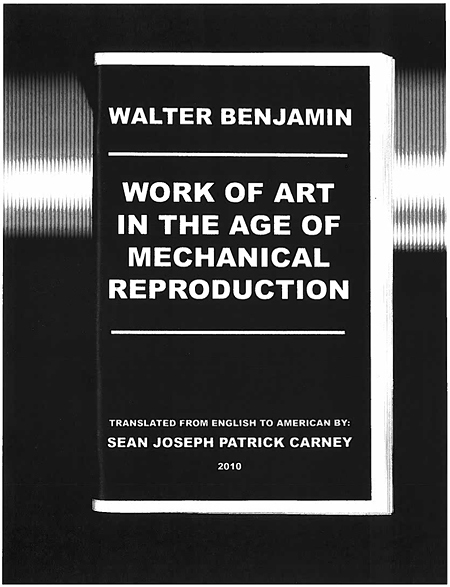 WALTER BENJAMIN
WORK OF ART
IN THE AGE OF
MECHANICAL
REPRODUCTION
TRANSLATED FROM ENGLISH TO AMERICAN BY:
SEAN JOSEPH PATRICK CARNEY
2010